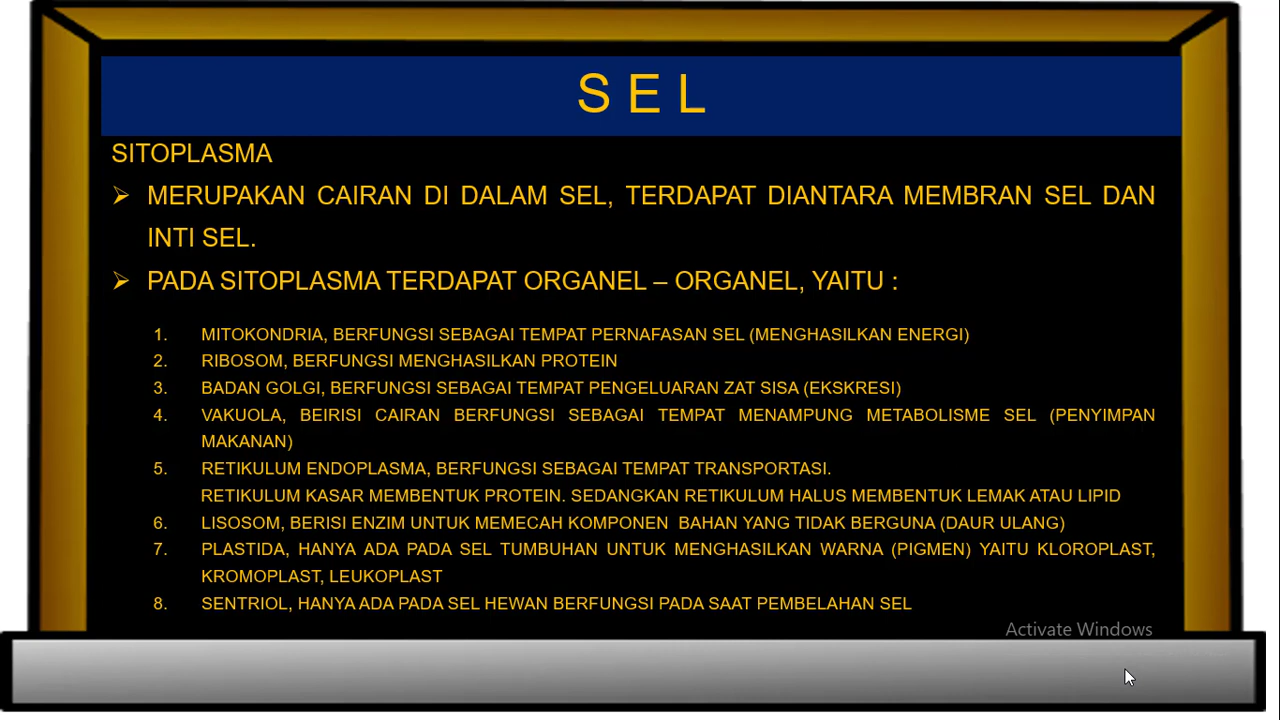 S E L
SITOPLASMA
➢ MERUPAKAN CAIRAN DI DALAM SEL, TERDAPAT DIANTARA MEMBRAN SEL DAN
INTI SEL.
➢ PADA SITOPLASMA TERDAPAT ORGANEL – ORGANEL, YAITU :
1. MITOKONDRIA, BERFUNGSI SEBAGAI TEMPAT PERNAFASAN SEL (MENGHASILKAN ENERGI)
2. RIBOSOM, BERFUNGSI MENGHASILKAN PROTEIN
3. BADAN GOLGI, BERFUNGSI SEBAGAI TEMPAT PENGELUARAN ZAT SISA (EKSKRESI)
4. VAKUOLA, BEIRISI CAIRAN BERFUNGSI SEBAGAI TEMPAT MENAMPUNG METABOLISME SEL (PENYIMPAN
MAKANAN)
5. RETIKULUM ENDOPLASMA, BERFUNGSI SEBAGAI TEMPAT TRANSPORTASI.
RETIKULUM KASAR MEMBENTUK PROTEIN. SEDANGKAN RETIKULUM HALUS MEMBENTUK LEMAK ATAU LIPID
6. LISOSOM, BERISI ENZIM UNTUK MEMECAH KOMPONEN BAHAN YANG TIDAK BERGUNA (DAUR ULANG)
7. PLASTIDA, HANYA ADA PADA SEL TUMBUHAN UNTUK MENGHASILKAN WARNA (PIGMEN) YAITU KLOROPLAST,
KROMOPLAST, LEUKOPLAST
8. SENTRIOL, HANYA ADA PADA SEL HEWAN BERFUNGSI PADA SAAT PEMBELAHAN SEL
Activate Windows